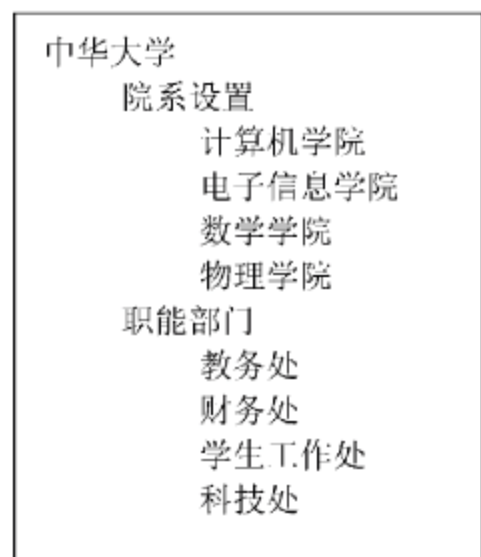 中华大学
院系设置
计算机学院
电子信息学院
数学学院
物理学院
职能部门
教务处
财务处
学生工作处
科技处